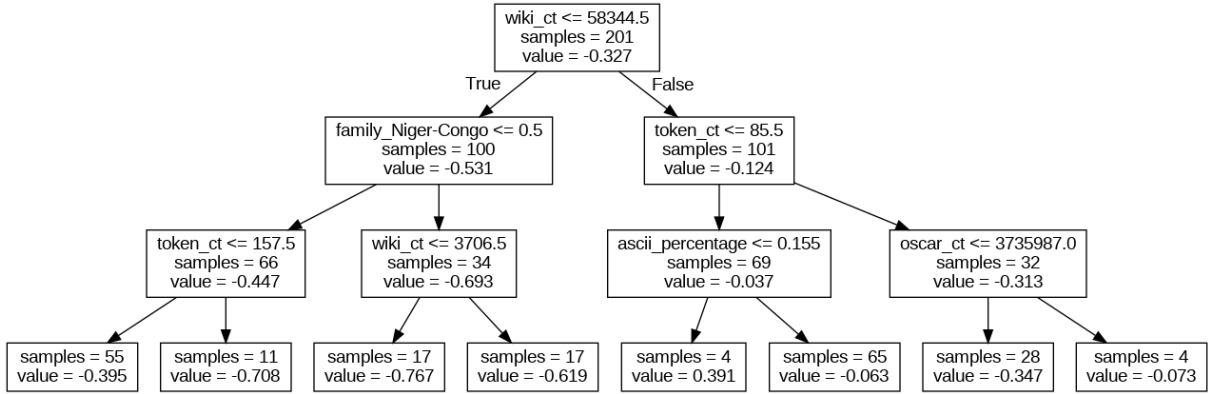 wiki_ct <= 58344.5
samples = 201
value = -0.327
True
False
family_Niger-Congo <= 0.5
samples = 100
value = -0.531
token_ct <= 85.5
samples = 101
value = -0.124
token_ct <= 157.5
samples = 66
value = -0.447
wiki_ct <= 3706.5
samples = 34
value = -0.693
ascii_percentage <= 0.155
samples = 69
value = -0.037
oscar_ct <= 3735987.0
samples = 32
value = -0.313
samples = 55
value = -0.395
samples = 11
value = -0.708
samples = 17
value = -0.767
samples = 17
value = -0.619
samples = 4
value = 0.391
samples = 65
value = -0.063
samples = 28
value = -0.347
samples = 4
value = -0.073